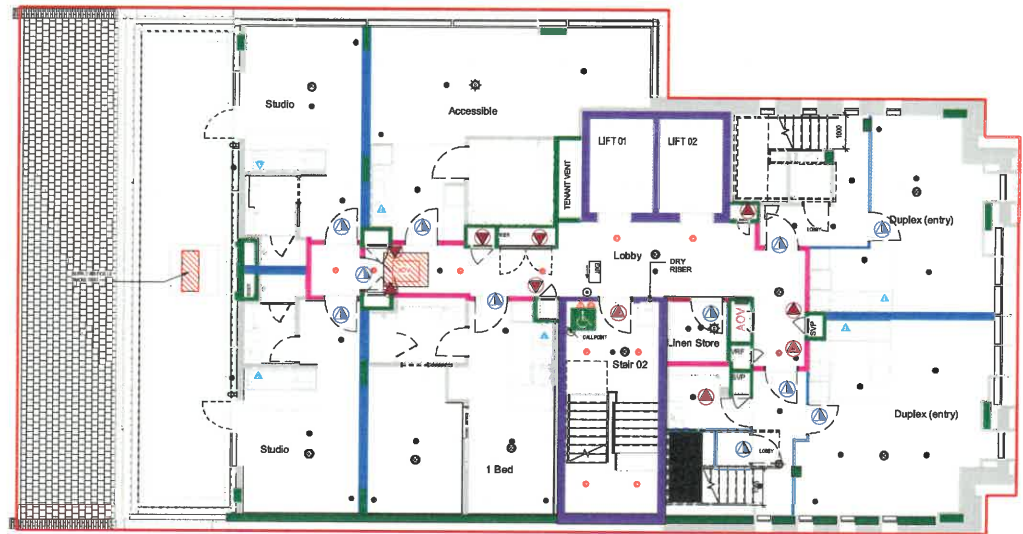 Studio
Accessible
LIFT 01
LIFT 02
TENANT VENT
1000
Duplex (entry)
LOBBY
Lobby
DRY
RISER
AOV
SVP
Linen Store
CALLPOINT
Stair 02
SVP
Duplex (entry)
LOBBY
Studio
1 Bed